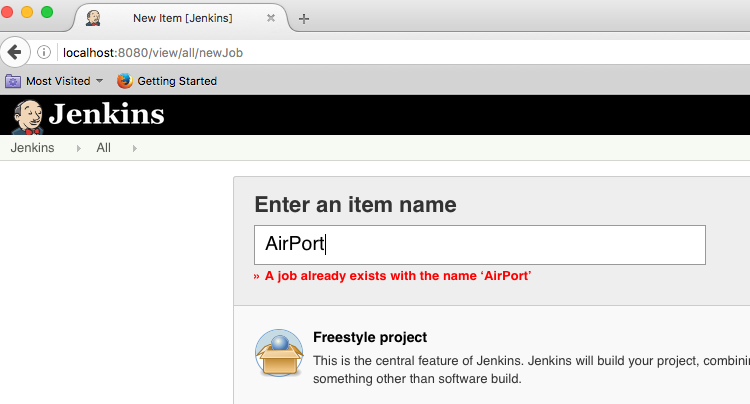 New Item [Jenkins]
localhost:8080/view/all/newJob
Most Visited Getting Started
Jenkins
Jenkins All
Enter an item name
AirPort
» A job already exists with the name ‘AirPort’
Freestyle project
This is the central feature of Jenkins. Jenkins will build your project,
something other than software build.